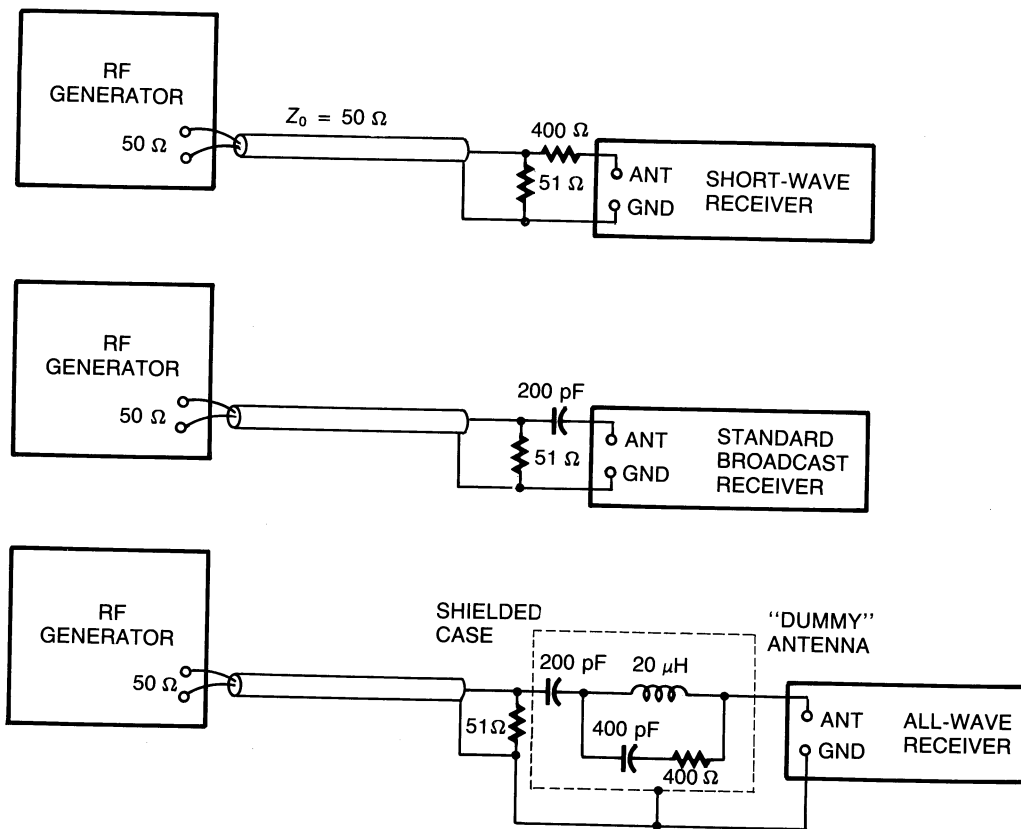 RF
GENERATOR
50 Ω
Z₀ = 50 Ω
400 Ω
51 Ω
ANT
GND
SHORT-WAVE
RECEIVER
RF
GENERATOR
50 Ω
200 pF
51 Ω
ANT
GND
STANDARD
BROADCAST
RECEIVER
RF
GENERATOR
50 Ω
SHIELDED
CASE
"DUMMY"
ANTENNA
200 pF
20 μH
51Ω
400 pF
400 Ω
ANT
GND
ALL-WAVE
RECEIVER